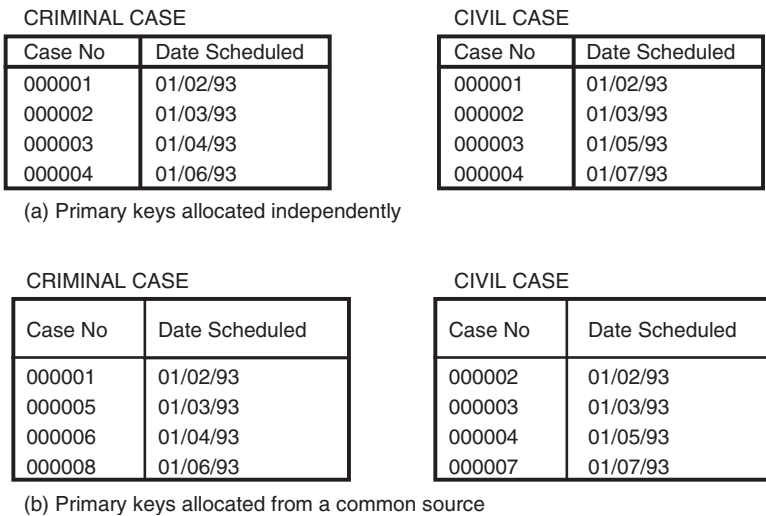 CRIMINAL CASE
Case No Date Scheduled
000001 01/02/93
000002 01/03/93
000003 01/04/93
000004 01/06/93
CIVIL CASE
Case No Date Scheduled
000001 01/02/93
000002 01/03/93
000003 01/05/93
000004 01/07/93
(a) Primary keys allocated independently
CRIMINAL CASE
Case No Date Scheduled
000001 01/02/93
000005 01/03/93
000006 01/04/93
000008 01/06/93
CIVIL CASE
Case No Date Scheduled
000002 01/02/93
000003 01/03/93
000004 01/05/93
000007 01/07/93
(b) Primary keys allocated from a common source